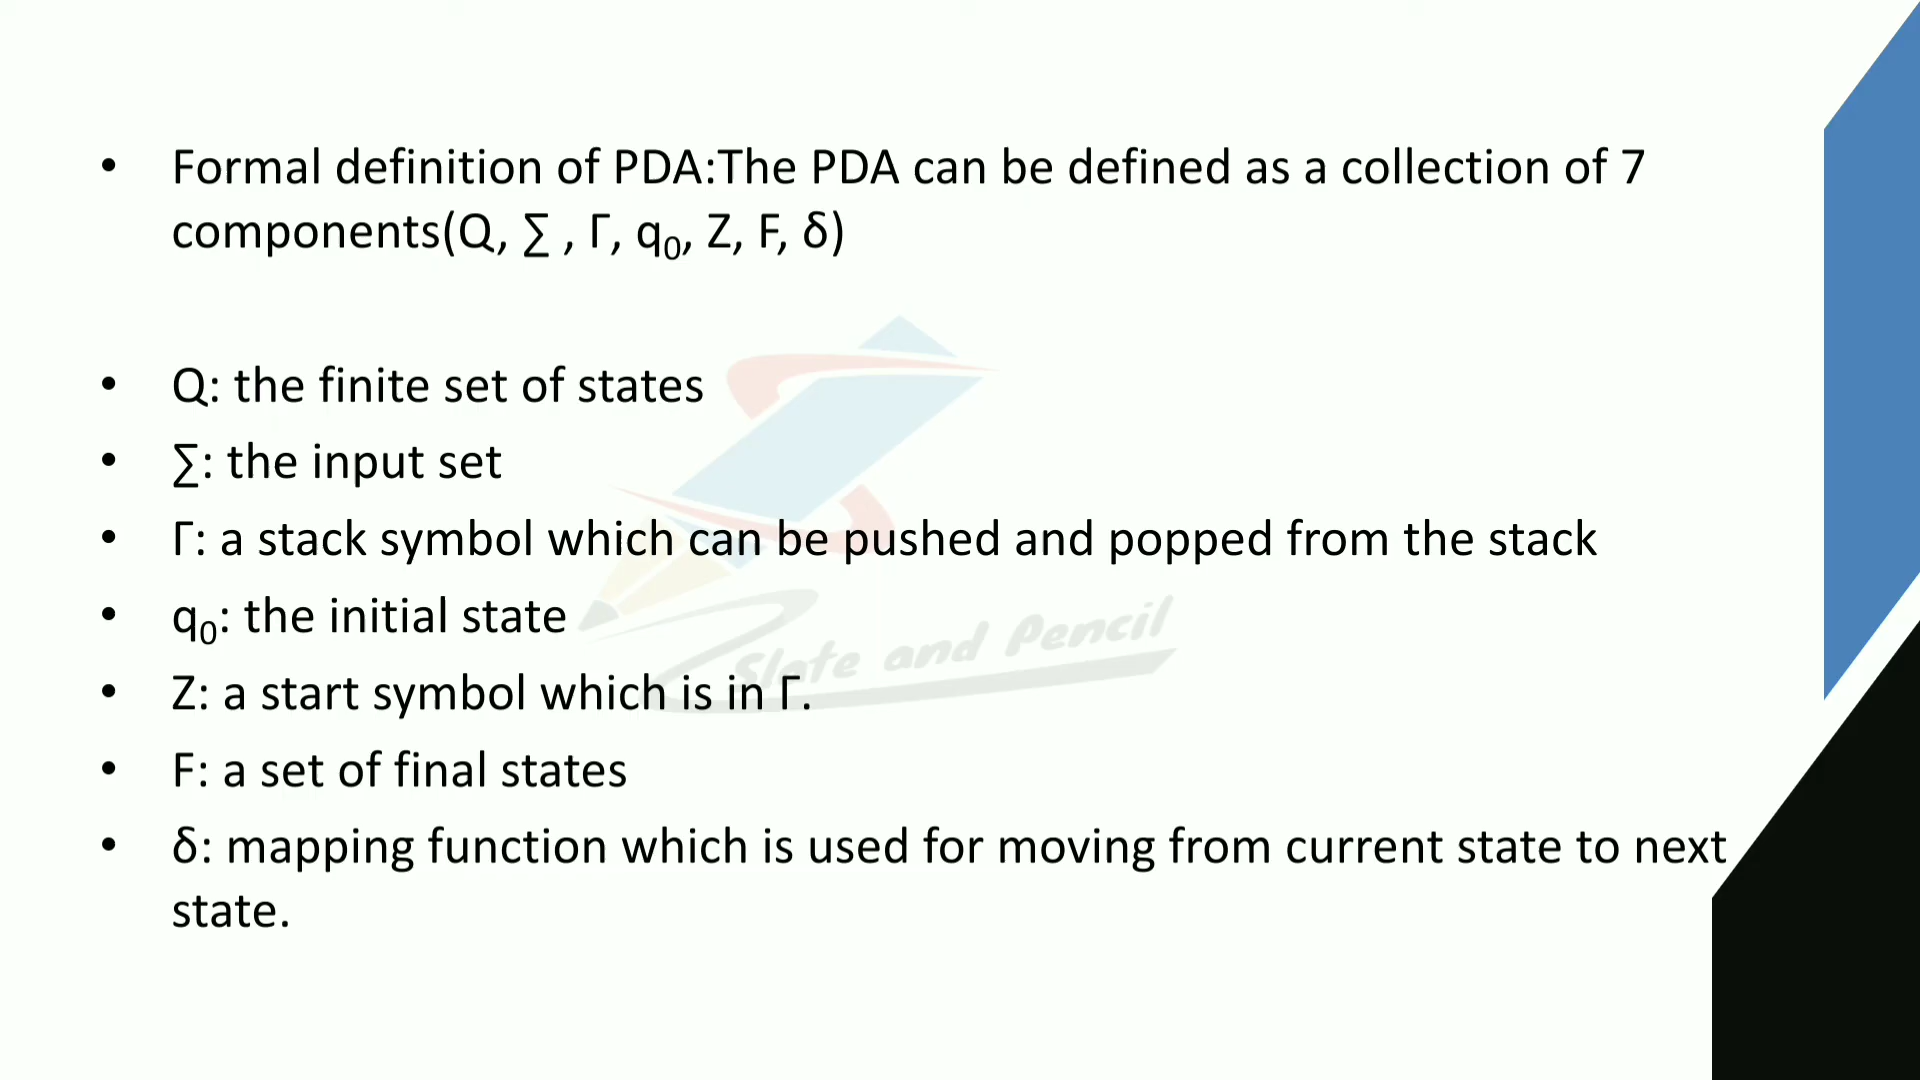 • Formal definition of PDA:The PDA can be defined as a collection of 7
components(Q, ∑ , Γ, q₀, Z, F, δ)
• Q: the finite set of states
• ∑: the input set
• Γ: a stack symbol which can be pushed and popped from the stack
• q₀: the initial state
Slate and Pencil
• Z: a start symbol which is in Γ.
• F: a set of final states
• δ: mapping function which is used for moving from current state to next
state.